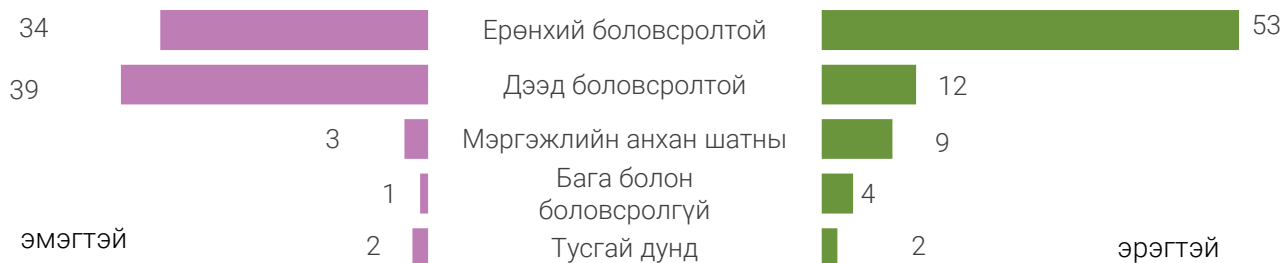 34 Ерөнхий боловсролтой 53
39 Дээд боловсролтой 12
3 Мэргэжлийн анхан шатны 9
Бага болон
1 4
боловсролгүй
эмэгтэй 2 Тусгай дунд 2 эрэгтэй